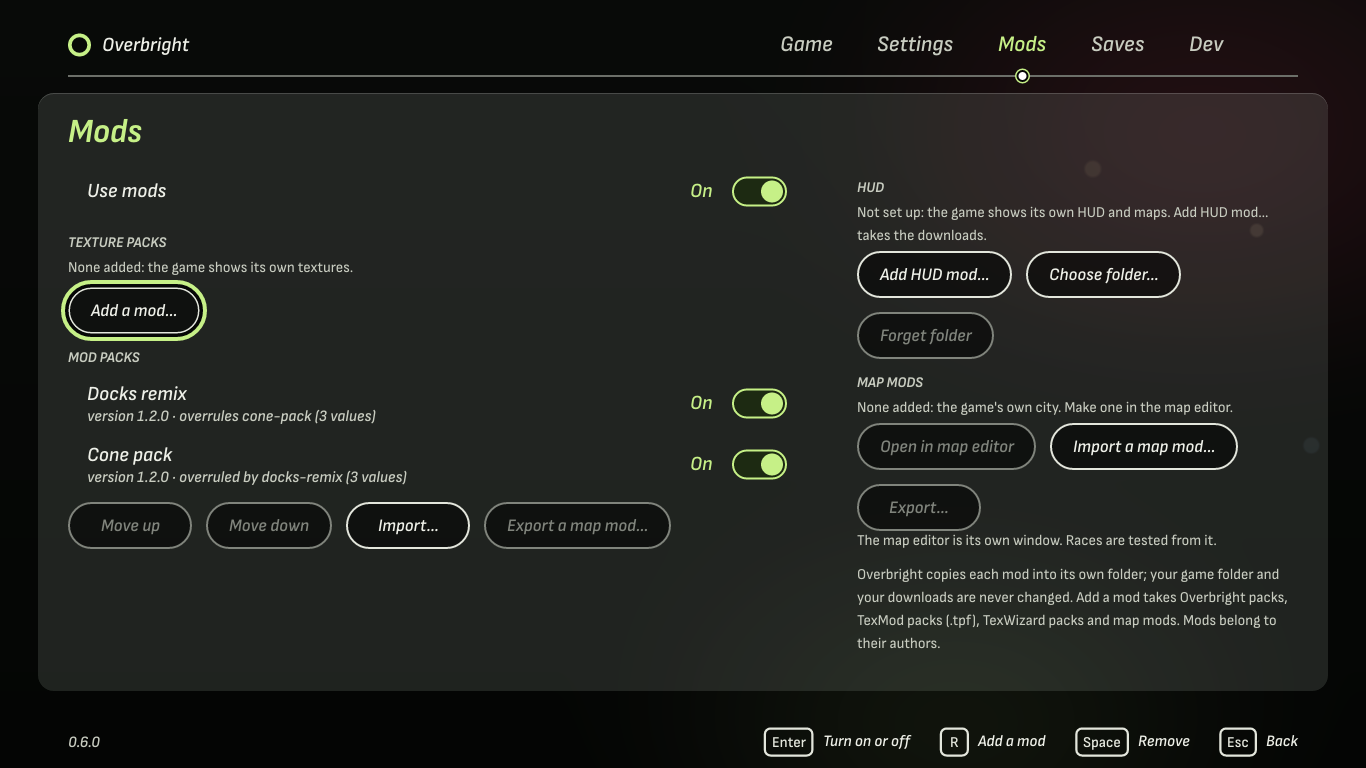 Overbright
Game
Settings
Mods
Saves
Dev
Mods
Use mods
On
TEXTURE PACKS
None added: the game shows its own textures.
Add a mod...
MOD PACKS
Docks remix
version 1.2.0 · overrules cone-pack (3 values)
On
Cone pack
version 1.2.0 · overruled by docks-remix (3 values)
On
Move up
Move down
Import...
Export a map mod...
HUD
Not set up: the game shows its own HUD and maps. Add HUD mod...
takes the downloads.
Add HUD mod...
Choose folder...
Forget folder
MAP MODS
None added: the game's own city. Make one in the map editor.
Open in map editor
Import a map mod...
Export...
The map editor is its own window. Races are tested from it.
Overbright copies each mod into its own folder; your game folder and
your downloads are never changed. Add a mod takes Overbright packs,
TexMod packs (.tpf), TexWizard packs and map mods. Mods belong to
their authors.
0.6.0
Enter Turn on or off
R Add a mod
Space Remove
Esc Back